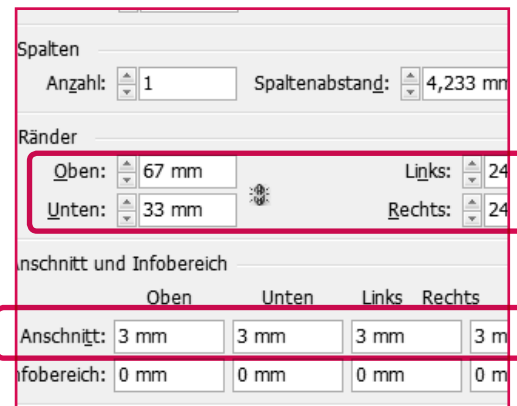 Spalten
Anzahl: 1 Spaltenabstand: 4,233 mm
Ränder
Oben: 67 mm Links: 24
Unten: 33 mm Rechts: 24
Anschnitt und Infobereich
Oben Unten Links Rechts
Anschnitt: 3 mm 3 mm 3 mm 3 m
nfobereich: 0 mm 0 mm 0 mm 0 m